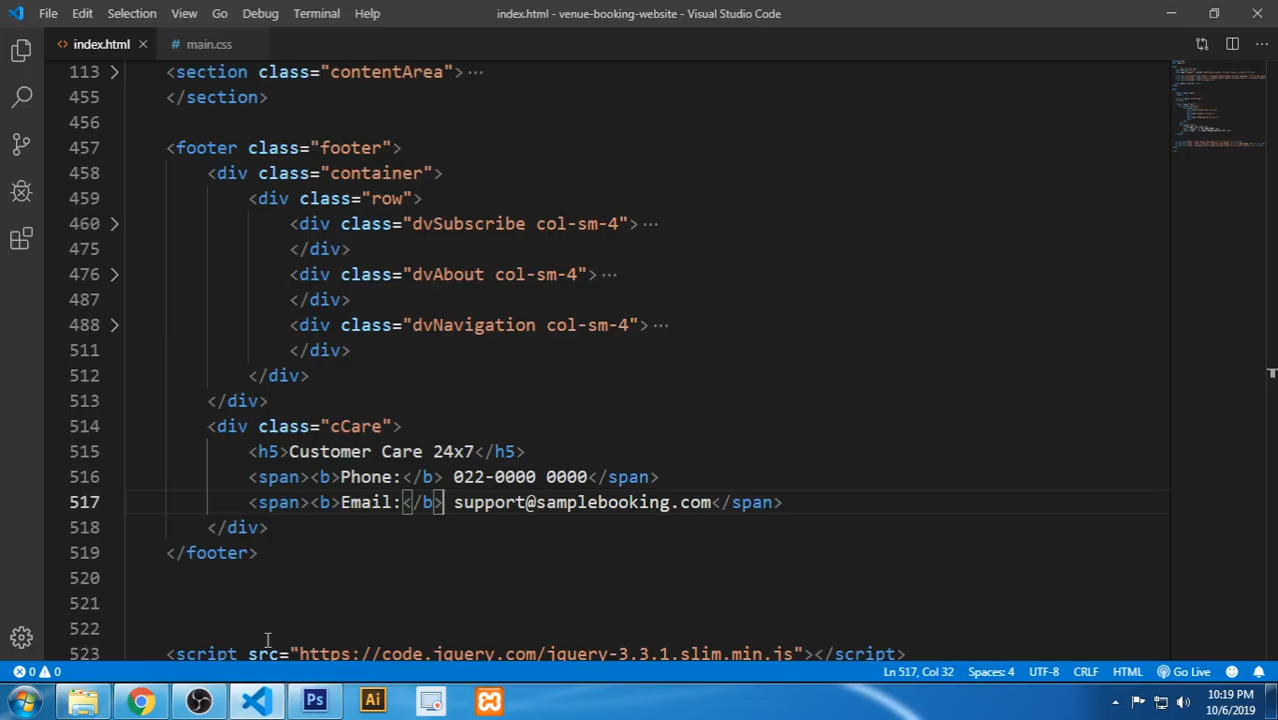 File Edit Selection View Go Debug Terminal Help index.html - venue-booking-website - Visual Studio Code
<> index.html × # main.css
113 > <section class="contentArea">···
455 </section>
456
457 <footer class="footer">
458 <div class="container">
459 <div class="row">
460 > <div class="dvSubscribe col-sm-4">···
475 </div>
476 > <div class="dvAbout col-sm-4">···
487 </div>
488 > <div class="dvNavigation col-sm-4">···
511 </div>
512 </div>
513 </div>
514 <div class="cCare">
515 <h5>Customer Care 24x7</h5>
516 <span><b>Phone:</b> 022-0000 0000</span>
517 <span><b>Email:</b> support@samplebooking.com</span>
518 </div>
519 </footer>
520
521
522
523 <script src="https://code.jquery.com/jquery-3.3.1.slim.min.js"></script>
0 0 Ln 517, Col 32 Spaces: 4 UTF-8 CRLF HTML Go Live
Ps Ai 10:19 PM
10/6/2019